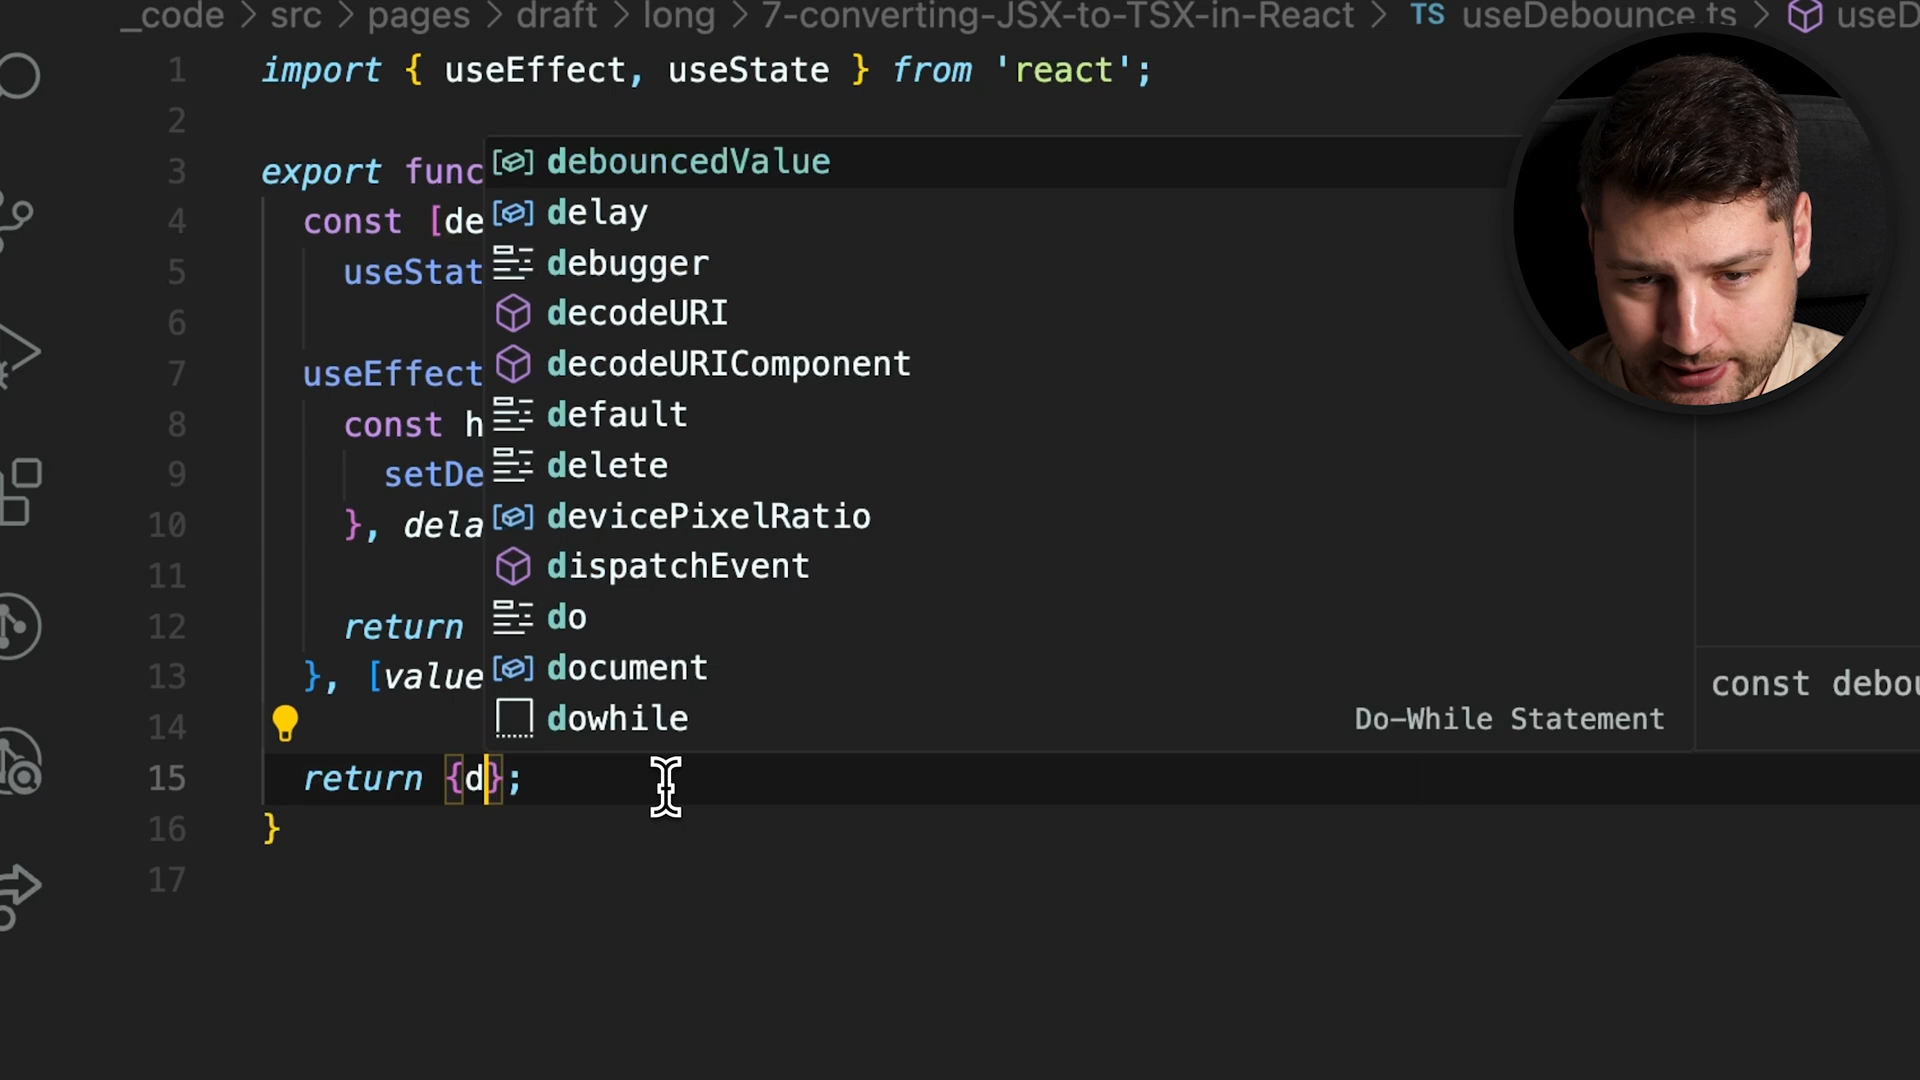 _code > src > pages > draft > long > 7-converting-JSX-to-TSX-in-React > TS useDebounce.ts > useD
1 import { useEffect, useState } from 'react';
2
3 export func
4 const [de
5 useStat
6
7 useEffect
8 const h
9 setDe
10 }, dela
11
12 return
13 }, [value
14
15 return {d};
16 }
17
debouncedValue
delay
debugger
decodeURI
decodeURIComponent
default
delete
devicePixelRatio
dispatchEvent
do
document
dowhile Do-While Statement
const debou